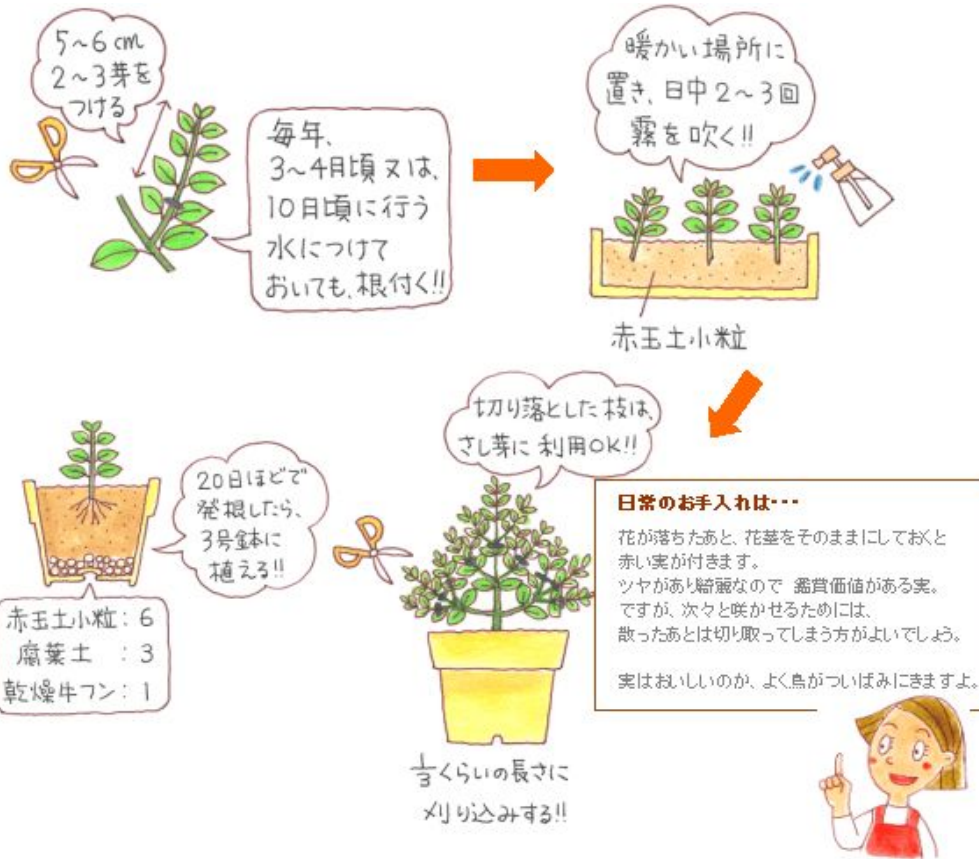 5～6cm
2～3芽を
つける
毎年、
3～4月頃又は、
10月頃に行う
水につけて
おいても、根付く!!
暖かい場所に
置き、日中2～3回
霧を吹く!!
赤玉土小粒
切り落とした枝は、
さし芽に利用OK!!
1/3くらいの長さに
刈り込みする!!
20日ほどで
発根したら、
3号鉢に
植える!!
赤玉土小粒：6
腐葉土　：3
乾燥牛フン：1
日常のお手入れは･･･
花が落ちたあと、花茎をそのままにしておくと
赤い実が付きます。
ツヤがあり綺麗なので 鑑賞価値がある実。
ですが、次々と咲かせるためには、
散ったあとは切り取ってしまう方がよいでしょう。
実はおいしいのか、よく鳥がついばみにきますよ。